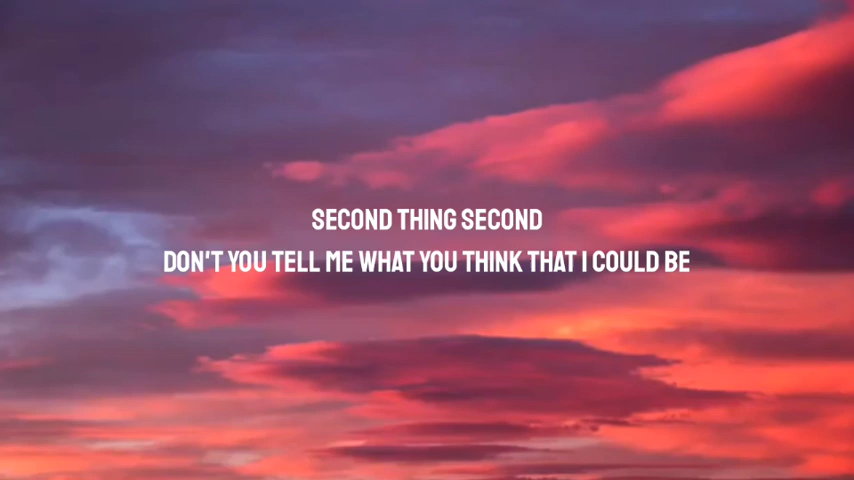 SECOND THING SECOND
DON'T YOU TELL ME WHAT YOU THINK THAT I COULD BE